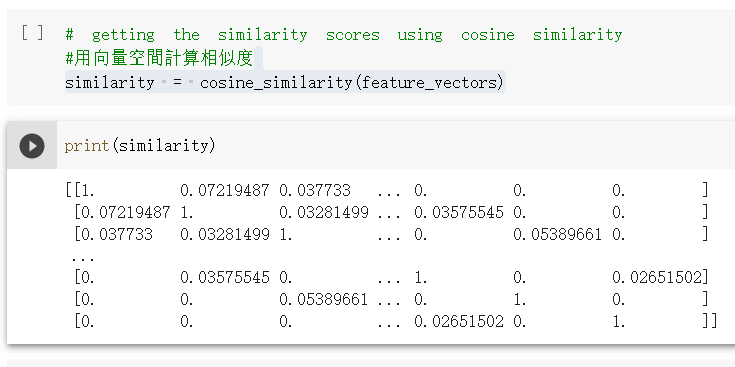 [ ] # getting the similarity scores using cosine similarity
#用向量空間計算相似度
similarity = cosine_similarity(feature_vectors)
print(similarity)
[[1. 0.07219487 0.037733 ... 0. 0. 0. ]
[0.07219487 1. 0.03281499 ... 0.03575545 0. 0. ]
[0.037733 0.03281499 1. ... 0. 0.05389661 0. ]
...
[0. 0.03575545 0. ... 1. 0. 0.02651502]
[0. 0. 0.05389661 ... 0. 1. 0. ]
[0. 0. 0. ... 0.02651502 0. 1. ]]